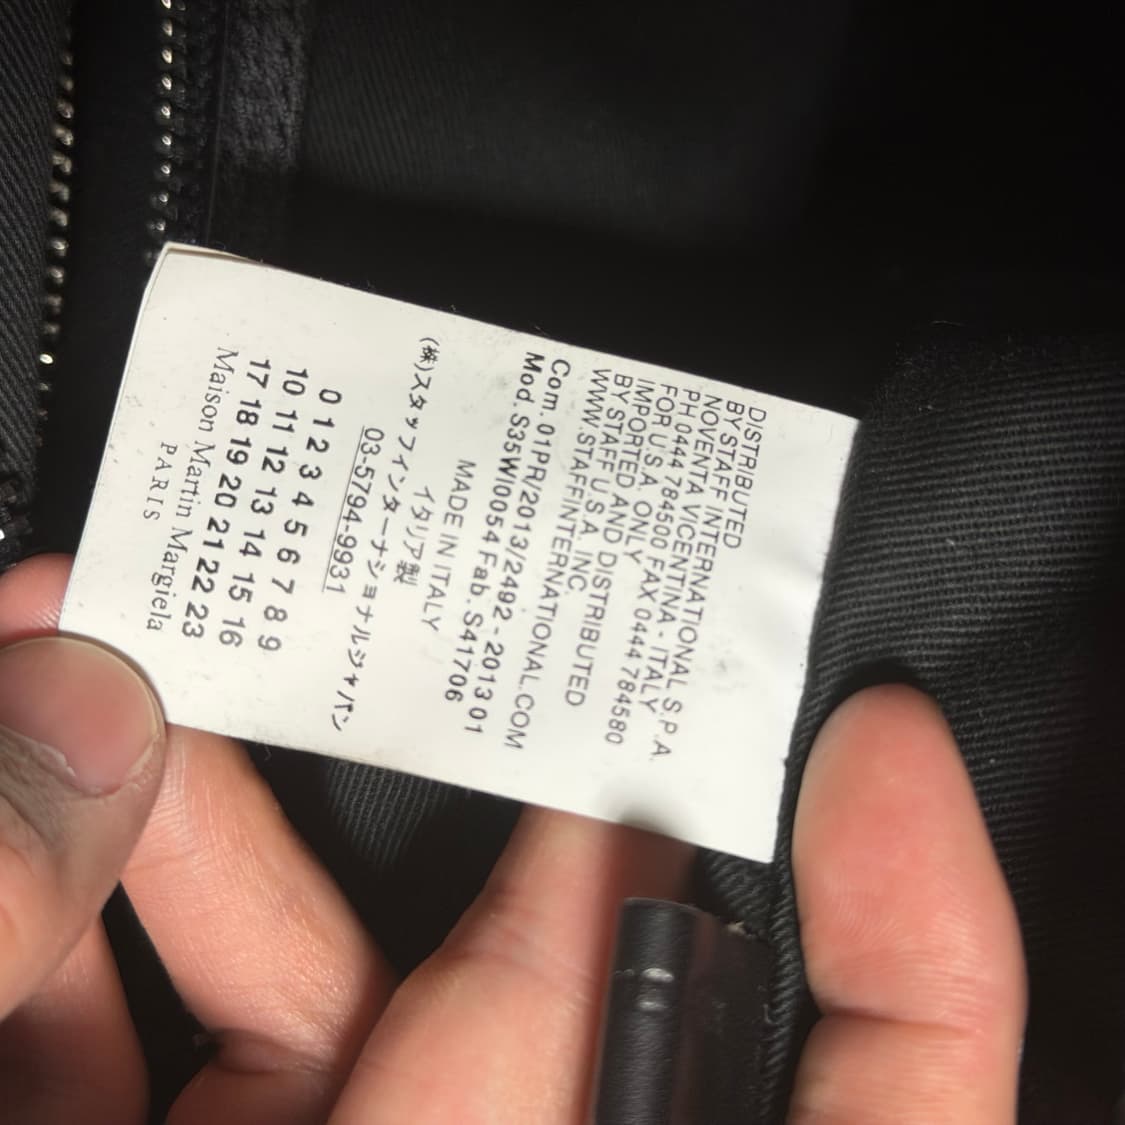 DISTRIBUTED
BY STAFF INTERNATIONAL S.P.A.
NOVENTA VICENTINA - ITALY
PH 0444 784500 FAX 0444 784580
FOR U.S.A. ONLY
IMPORTED AND DISTRIBUTED
BY STAFF U.S.A. INC.
WWW.STAFFINTERNATIONAL.COM
Com. 01PR/2013/2492 - 2013 01
Mod. S35WI0054 Fab. S41706
MADE IN ITALY
イタリア製
(株)スタッフインターナショナルジャパン
03-5794-9931
0 1 2 3 4 5 6 7 8 9
10 11 12 13 14 15 16
17 18 19 20 21 22 23
Maison Martin Margiela
PARIS